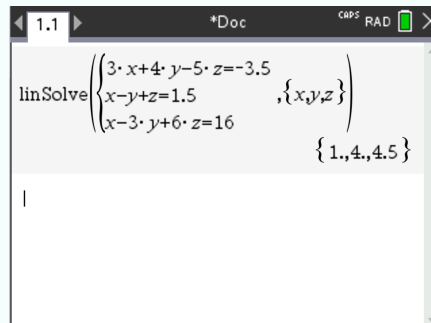 1.1 *Doc CAPS RAD
3·x+4·y−5·z=−3.5
linSolve({x−y+z=1.5 ,{x,y,z})
x−3·y+6·z=16
{1.,4.,4.5}